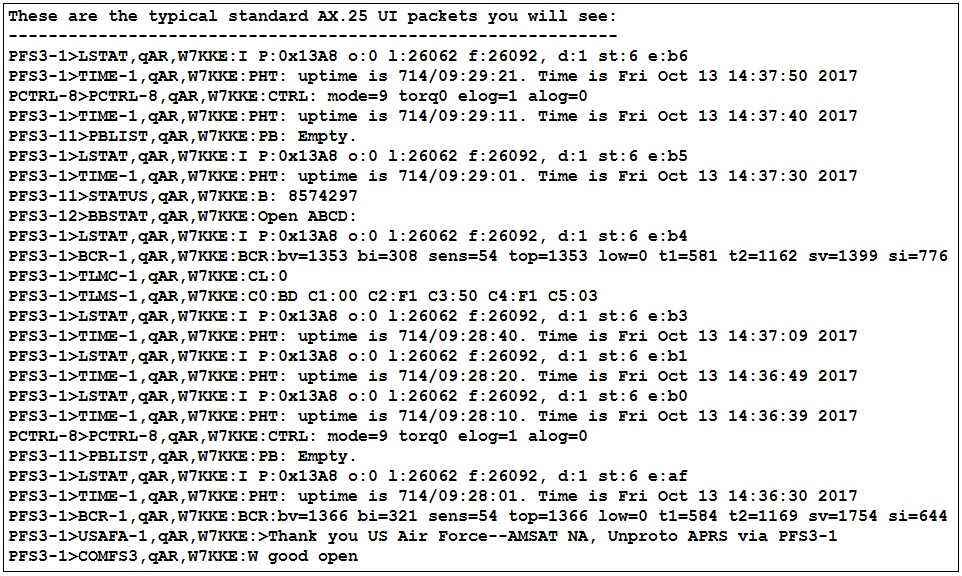 These are the typical standard AX.25 UI packets you will see:
-------------------------------------------------------------
PFS3-1>LSTAT,qAR,W7KKE:I P:0x13A8 o:0 l:26062 f:26092, d:1 st:6 e:b6
PFS3-1>TIME-1,qAR,W7KKE:PHT: uptime is 714/09:29:21. Time is Fri Oct 13 14:37:50 2017
PCTRL-8>PCTRL-8,qAR,W7KKE:CTRL: mode=9 torq0 elog=1 alog=0
PFS3-1>TIME-1,qAR,W7KKE:PHT: uptime is 714/09:29:11. Time is Fri Oct 13 14:37:40 2017
PFS3-11>PBLIST,qAR,W7KKE:PB: Empty.
PFS3-1>LSTAT,qAR,W7KKE:I P:0x13A8 o:0 l:26062 f:26092, d:1 st:6 e:b5
PFS3-1>TIME-1,qAR,W7KKE:PHT: uptime is 714/09:29:01. Time is Fri Oct 13 14:37:30 2017
PFS3-11>STATUS,qAR,W7KKE:B: 8574297
PFS3-12>BBSTAT,qAR,W7KKE:Open ABCD:
PFS3-1>LSTAT,qAR,W7KKE:I P:0x13A8 o:0 l:26062 f:26092, d:1 st:6 e:b4
PFS3-1>BCR-1,qAR,W7KKE:BCR:bv=1353 bi=308 sens=54 top=1353 low=0 t1=581 t2=1162 sv=1399 si=776
PFS3-1>TLMC-1,qAR,W7KKE:CL:0
PFS3-1>TLMS-1,qAR,W7KKE:C0:BD C1:00 C2:F1 C3:50 C4:F1 C5:03
PFS3-1>LSTAT,qAR,W7KKE:I P:0x13A8 o:0 l:26062 f:26092, d:1 st:6 e:b3
PFS3-1>TIME-1,qAR,W7KKE:PHT: uptime is 714/09:28:40. Time is Fri Oct 13 14:37:09 2017
PFS3-1>LSTAT,qAR,W7KKE:I P:0x13A8 o:0 l:26062 f:26092, d:1 st:6 e:b1
PFS3-1>TIME-1,qAR,W7KKE:PHT: uptime is 714/09:28:20. Time is Fri Oct 13 14:36:49 2017
PFS3-1>LSTAT,qAR,W7KKE:I P:0x13A8 o:0 l:26062 f:26092, d:1 st:6 e:b0
PFS3-1>TIME-1,qAR,W7KKE:PHT: uptime is 714/09:28:10. Time is Fri Oct 13 14:36:39 2017
PCTRL-8>PCTRL-8,qAR,W7KKE:CTRL: mode=9 torq0 elog=1 alog=0
PFS3-11>PBLIST,qAR,W7KKE:PB: Empty.
PFS3-1>LSTAT,qAR,W7KKE:I P:0x13A8 o:0 l:26062 f:26092, d:1 st:6 e:af
PFS3-1>TIME-1,qAR,W7KKE:PHT: uptime is 714/09:28:01. Time is Fri Oct 13 14:36:30 2017
PFS3-1>BCR-1,qAR,W7KKE:BCR:bv=1366 bi=321 sens=54 top=1366 low=0 t1=584 t2=1169 sv=1754 si=644
PFS3-1>USAFA-1,qAR,W7KKE:>Thank you US Air Force--AMSAT NA, Unproto APRS via PFS3-1
PFS3-1>COMFS3,qAR,W7KKE:W good open